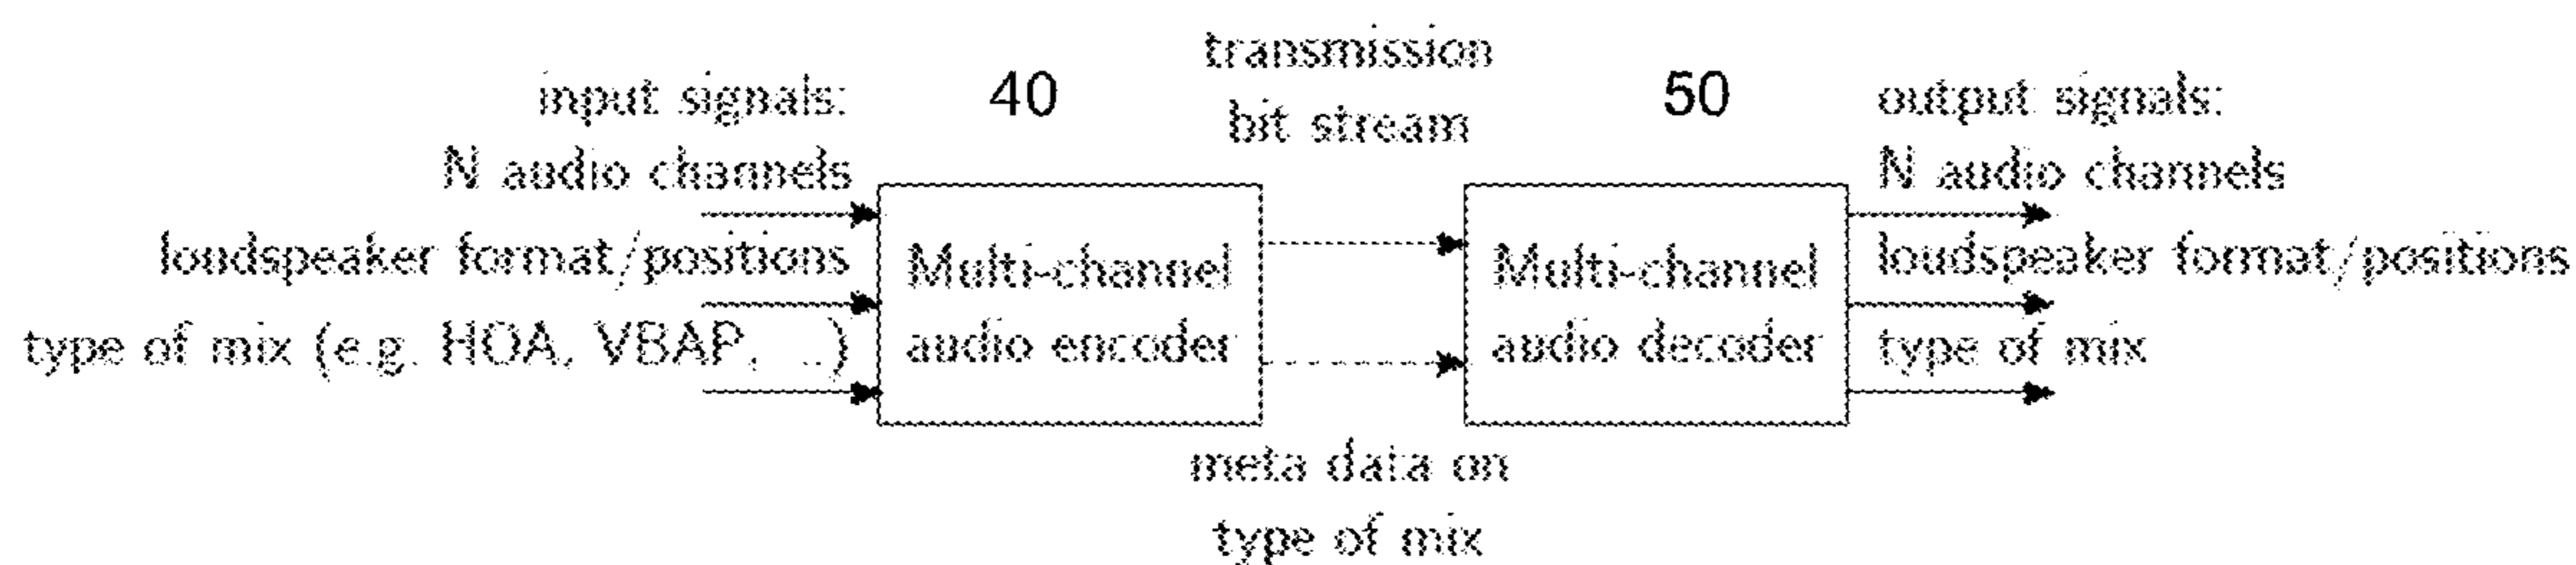 input signals:
N audio channels
loudspeaker format/positions
type of mix (e.g. HOA, VBAP, ...)
40
Multi-channel
audio encoder
transmission
bit stream
meta data on
type of mix
50
Multi-channel
audio decoder
output signals:
N audio channels
loudspeaker format/positions
type of mix